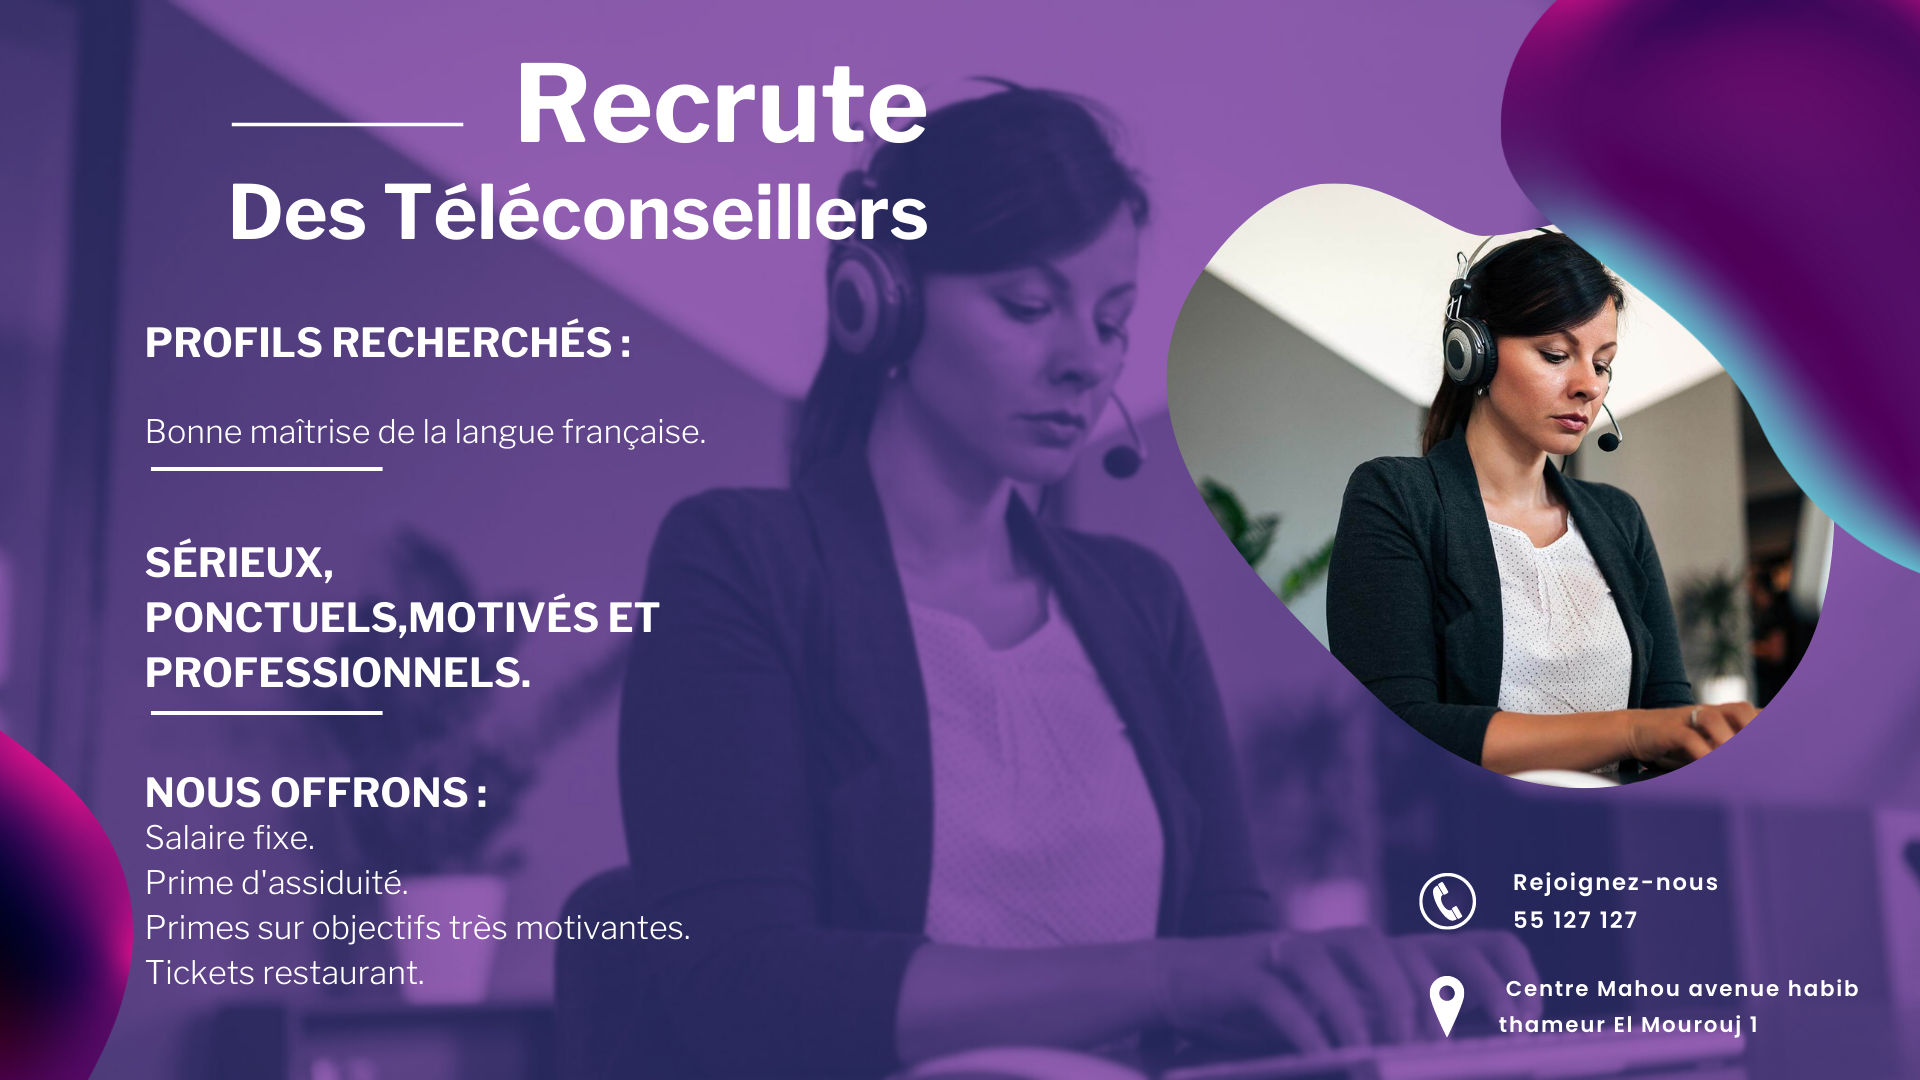 Recrute
Des Téléconseillers
PROFILS RECHERCHÉS :
Bonne maîtrise de la langue française.
SÉRIEUX,
PONCTUELS,MOTIVÉS ET
PROFESSIONNELS.
NOUS OFFRONS :
Salaire fixe.
Prime d'assiduité.
Primes sur objectifs très motivantes.
Tickets restaurant.
Rejoignez-nous
55 127 127
Centre Mahou avenue habib
thameur El Mourouj 1